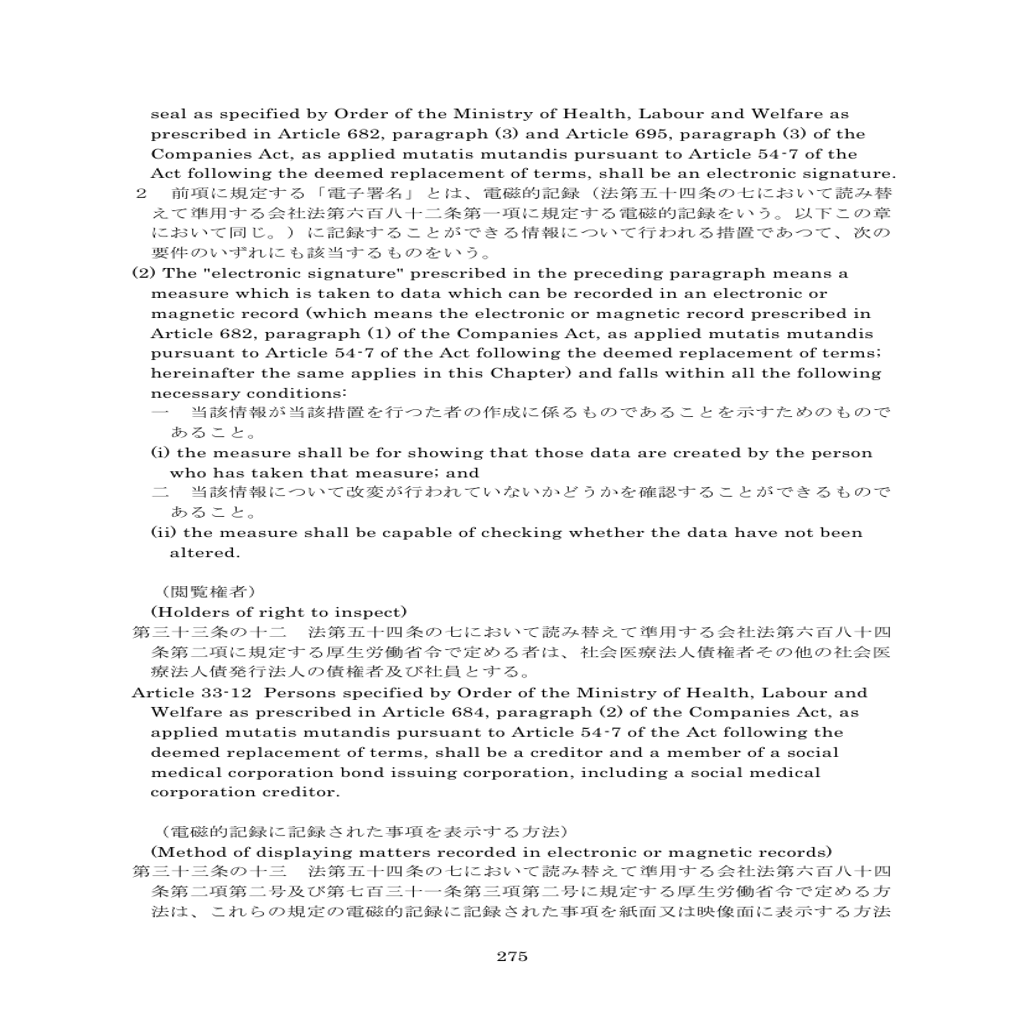 seal as specified by Order of the Ministry of Health, Labour and Welfare as
prescribed in Article 682, paragraph (3) and Article 695, paragraph (3) of the
Companies Act, as applied mutatis mutandis pursuant to Article 54-7 of the
Act following the deemed replacement of terms, shall be an electronic signature.
２　前項に規定する「電子署名」とは、電磁的記録（法第五十四条の七において読み替
えて準用する会社法第六百八十二条第一項に規定する電磁的記録をいう。以下この章
において同じ。）に記録することができる情報について行われる措置であつて、次の
要件のいずれにも該当するものをいう。
(2) The "electronic signature" prescribed in the preceding paragraph means a
measure which is taken to data which can be recorded in an electronic or
magnetic record (which means the electronic or magnetic record prescribed in
Article 682, paragraph (1) of the Companies Act, as applied mutatis mutandis
pursuant to Article 54-7 of the Act following the deemed replacement of terms;
hereinafter the same applies in this Chapter) and falls within all the following
necessary conditions:
一　当該情報が当該措置を行つた者の作成に係るものであることを示すためのもので
あること。
(i) the measure shall be for showing that those data are created by the person
who has taken that measure; and
二　当該情報について改変が行われていないかどうかを確認することができるもので
あること。
(ii) the measure shall be capable of checking whether the data have not been
altered.
（閲覧権者）
(Holders of right to inspect)
第三十三条の十二　法第五十四条の七において読み替えて準用する会社法第六百八十四
条第二項に規定する厚生労働省令で定める者は、社会医療法人債権者その他の社会医
療法人債発行法人の債権者及び社員とする。
Article 33-12 Persons specified by Order of the Ministry of Health, Labour and
Welfare as prescribed in Article 684, paragraph (2) of the Companies Act, as
applied mutatis mutandis pursuant to Article 54-7 of the Act following the
deemed replacement of terms, shall be a creditor and a member of a social
medical corporation bond issuing corporation, including a social medical
corporation creditor.
（電磁的記録に記録された事項を表示する方法）
(Method of displaying matters recorded in electronic or magnetic records)
第三十三条の十三　法第五十四条の七において読み替えて準用する会社法第六百八十四
条第二項第二号及び第七百三十一条第三項第二号に規定する厚生労働省令で定める方
法は、これらの規定の電磁的記録に記録された事項を紙面又は映像面に表示する方法
275